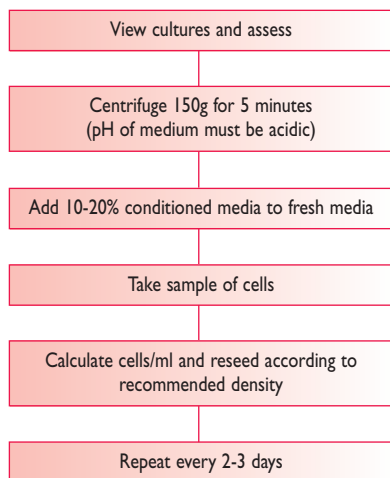 View cultures and assess
Centrifuge 150g for 5 minutes
(pH of medium must be acidic)
Add 10-20% conditioned media to fresh media
Take sample of cells
Calculate cells/ml and reseed according to
recommended density
Repeat every 2-3 days